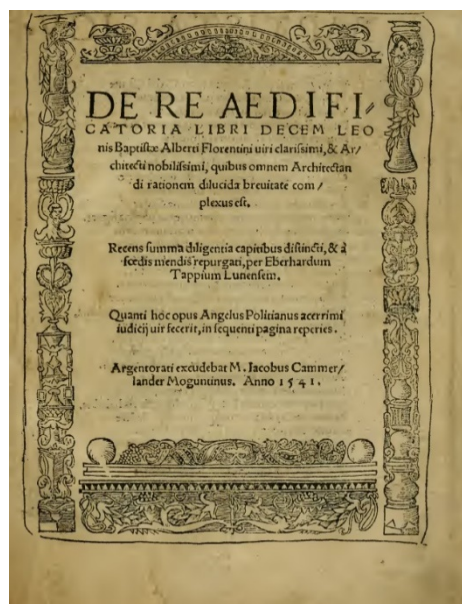 DE RE AEDIFI/
CATORIA LIBRI DECEM LEO
nis Baptistæ Alberti Florentini uiri clarissimi, & Ar/
chitecti nobilissimi, quibus omnem Architectan
di rationem dilucida breuitate com/
plexus est.
Recens summa diligentia capitibus distincti, & à
fœdis mendis repurgati, per Eberhardum
Tappium Lunensem.
Quanti hoc opus Angelus Politianus acerrimi
iudicij uir fecerit, in sequenti pagina reperies.
Argentorati excudebat M. Jacobus Cammer/
lander Moguntinus. Anno 1541.